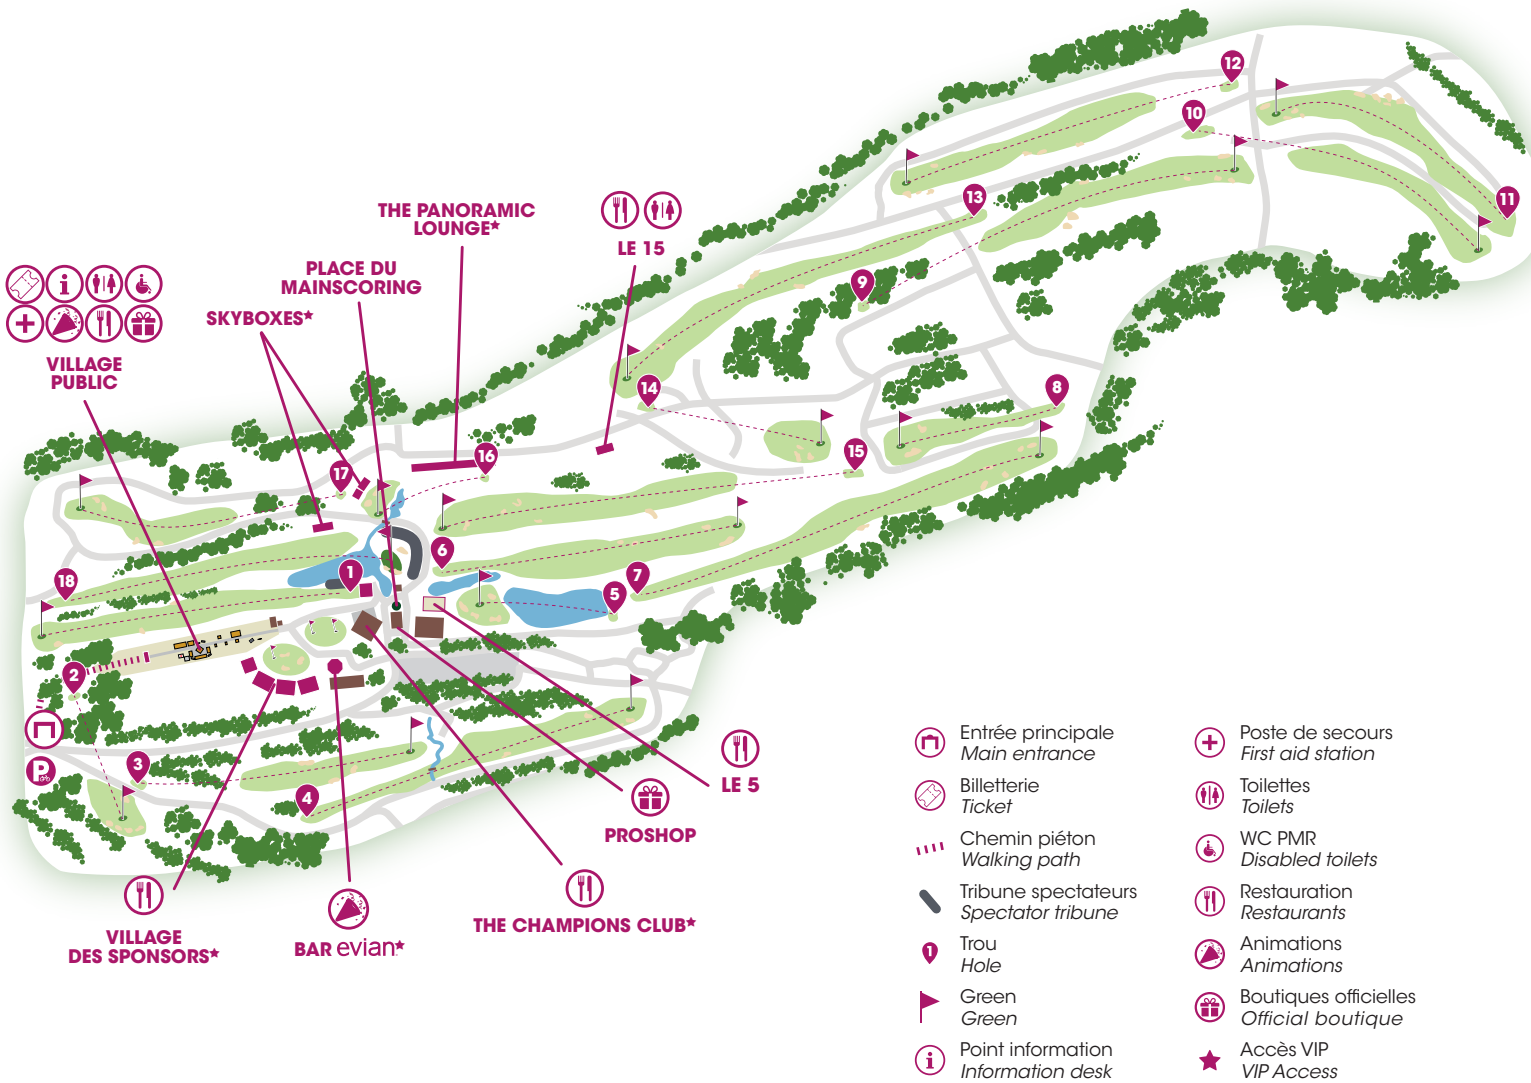 12
10
11
13
THE PANORAMIC
LOUNGE★
LE 15
PLACE DU
MAINSCORING
9
SKYBOXES★
VILLAGE
PUBLIC
14
8
15
16
17
6
1
7
5
18
2
3
4
P
LE 5
PROSHOP
THE CHAMPIONS CLUB★
VILLAGE
DES SPONSORS★
BAR evian★
Entrée principale
Main entrance
Billetterie
Ticket
Chemin piéton
Walking path
Tribune spectateurs
Spectator tribune
1
Trou
Hole
Green
Green
Point information
Information desk
Poste de secours
First aid station
Toilettes
Toilets
WC PMR
Disabled toilets
Restauration
Restaurants
Animations
Animations
Boutiques officielles
Official boutique
Accès VIP
VIP Access